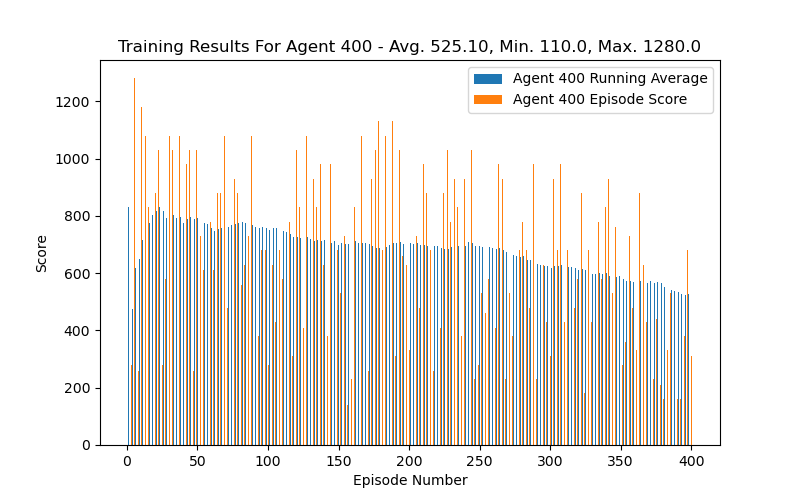 Training Results For Agent 400 - Avg. 525.10, Min. 110.0, Max. 1280.0
Agent 400 Running Average
Agent 400 Episode Score
Score
1200
1000
800
600
400
200
0
0 50 100 150 200 250 300 350 400
Episode Number